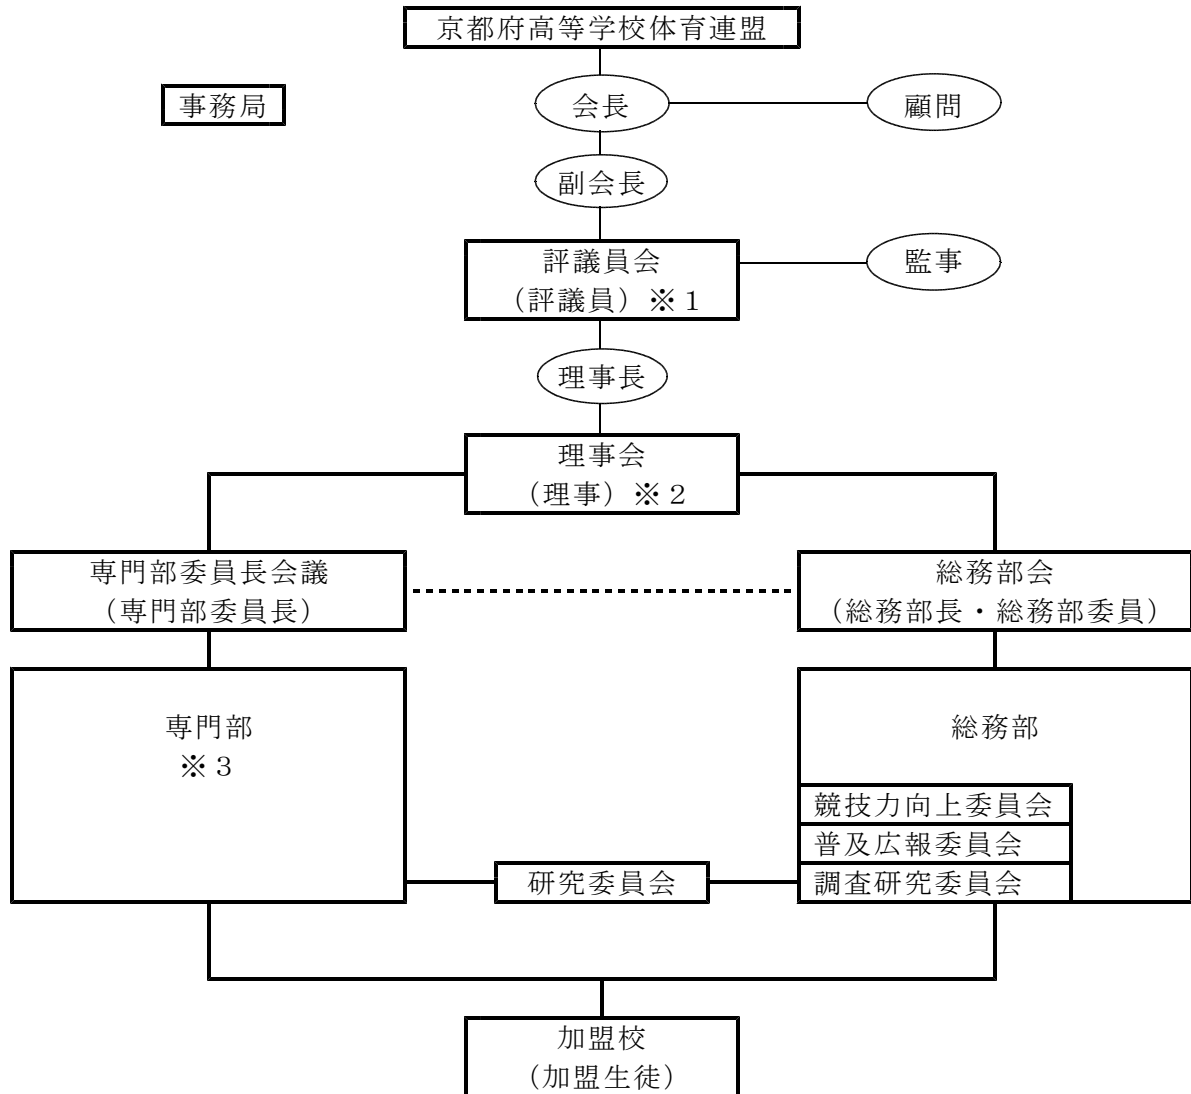 京都府高等学校体育連盟
事務局
会長
顧問
副会長
評議員会
（評議員）※１
監事
理事長
理事会
（理事）※２
専門部委員長会議
（専門部委員長）
総務部会
（総務部長・総務部委員）
専門部
※３
総務部
競技力向上委員会
普及広報委員会
調査研究委員会
研究委員会
加盟校
（加盟生徒）